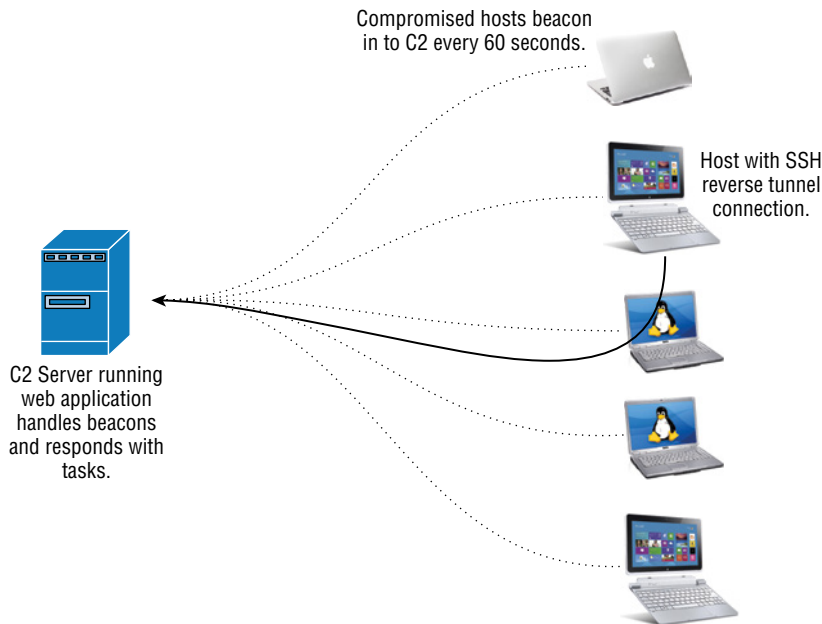 Compromised hosts beacon
in to C2 every 60 seconds.
Host with SSH
reverse tunnel
connection.
C2 Server running
web application
handles beacons
and responds with
tasks.